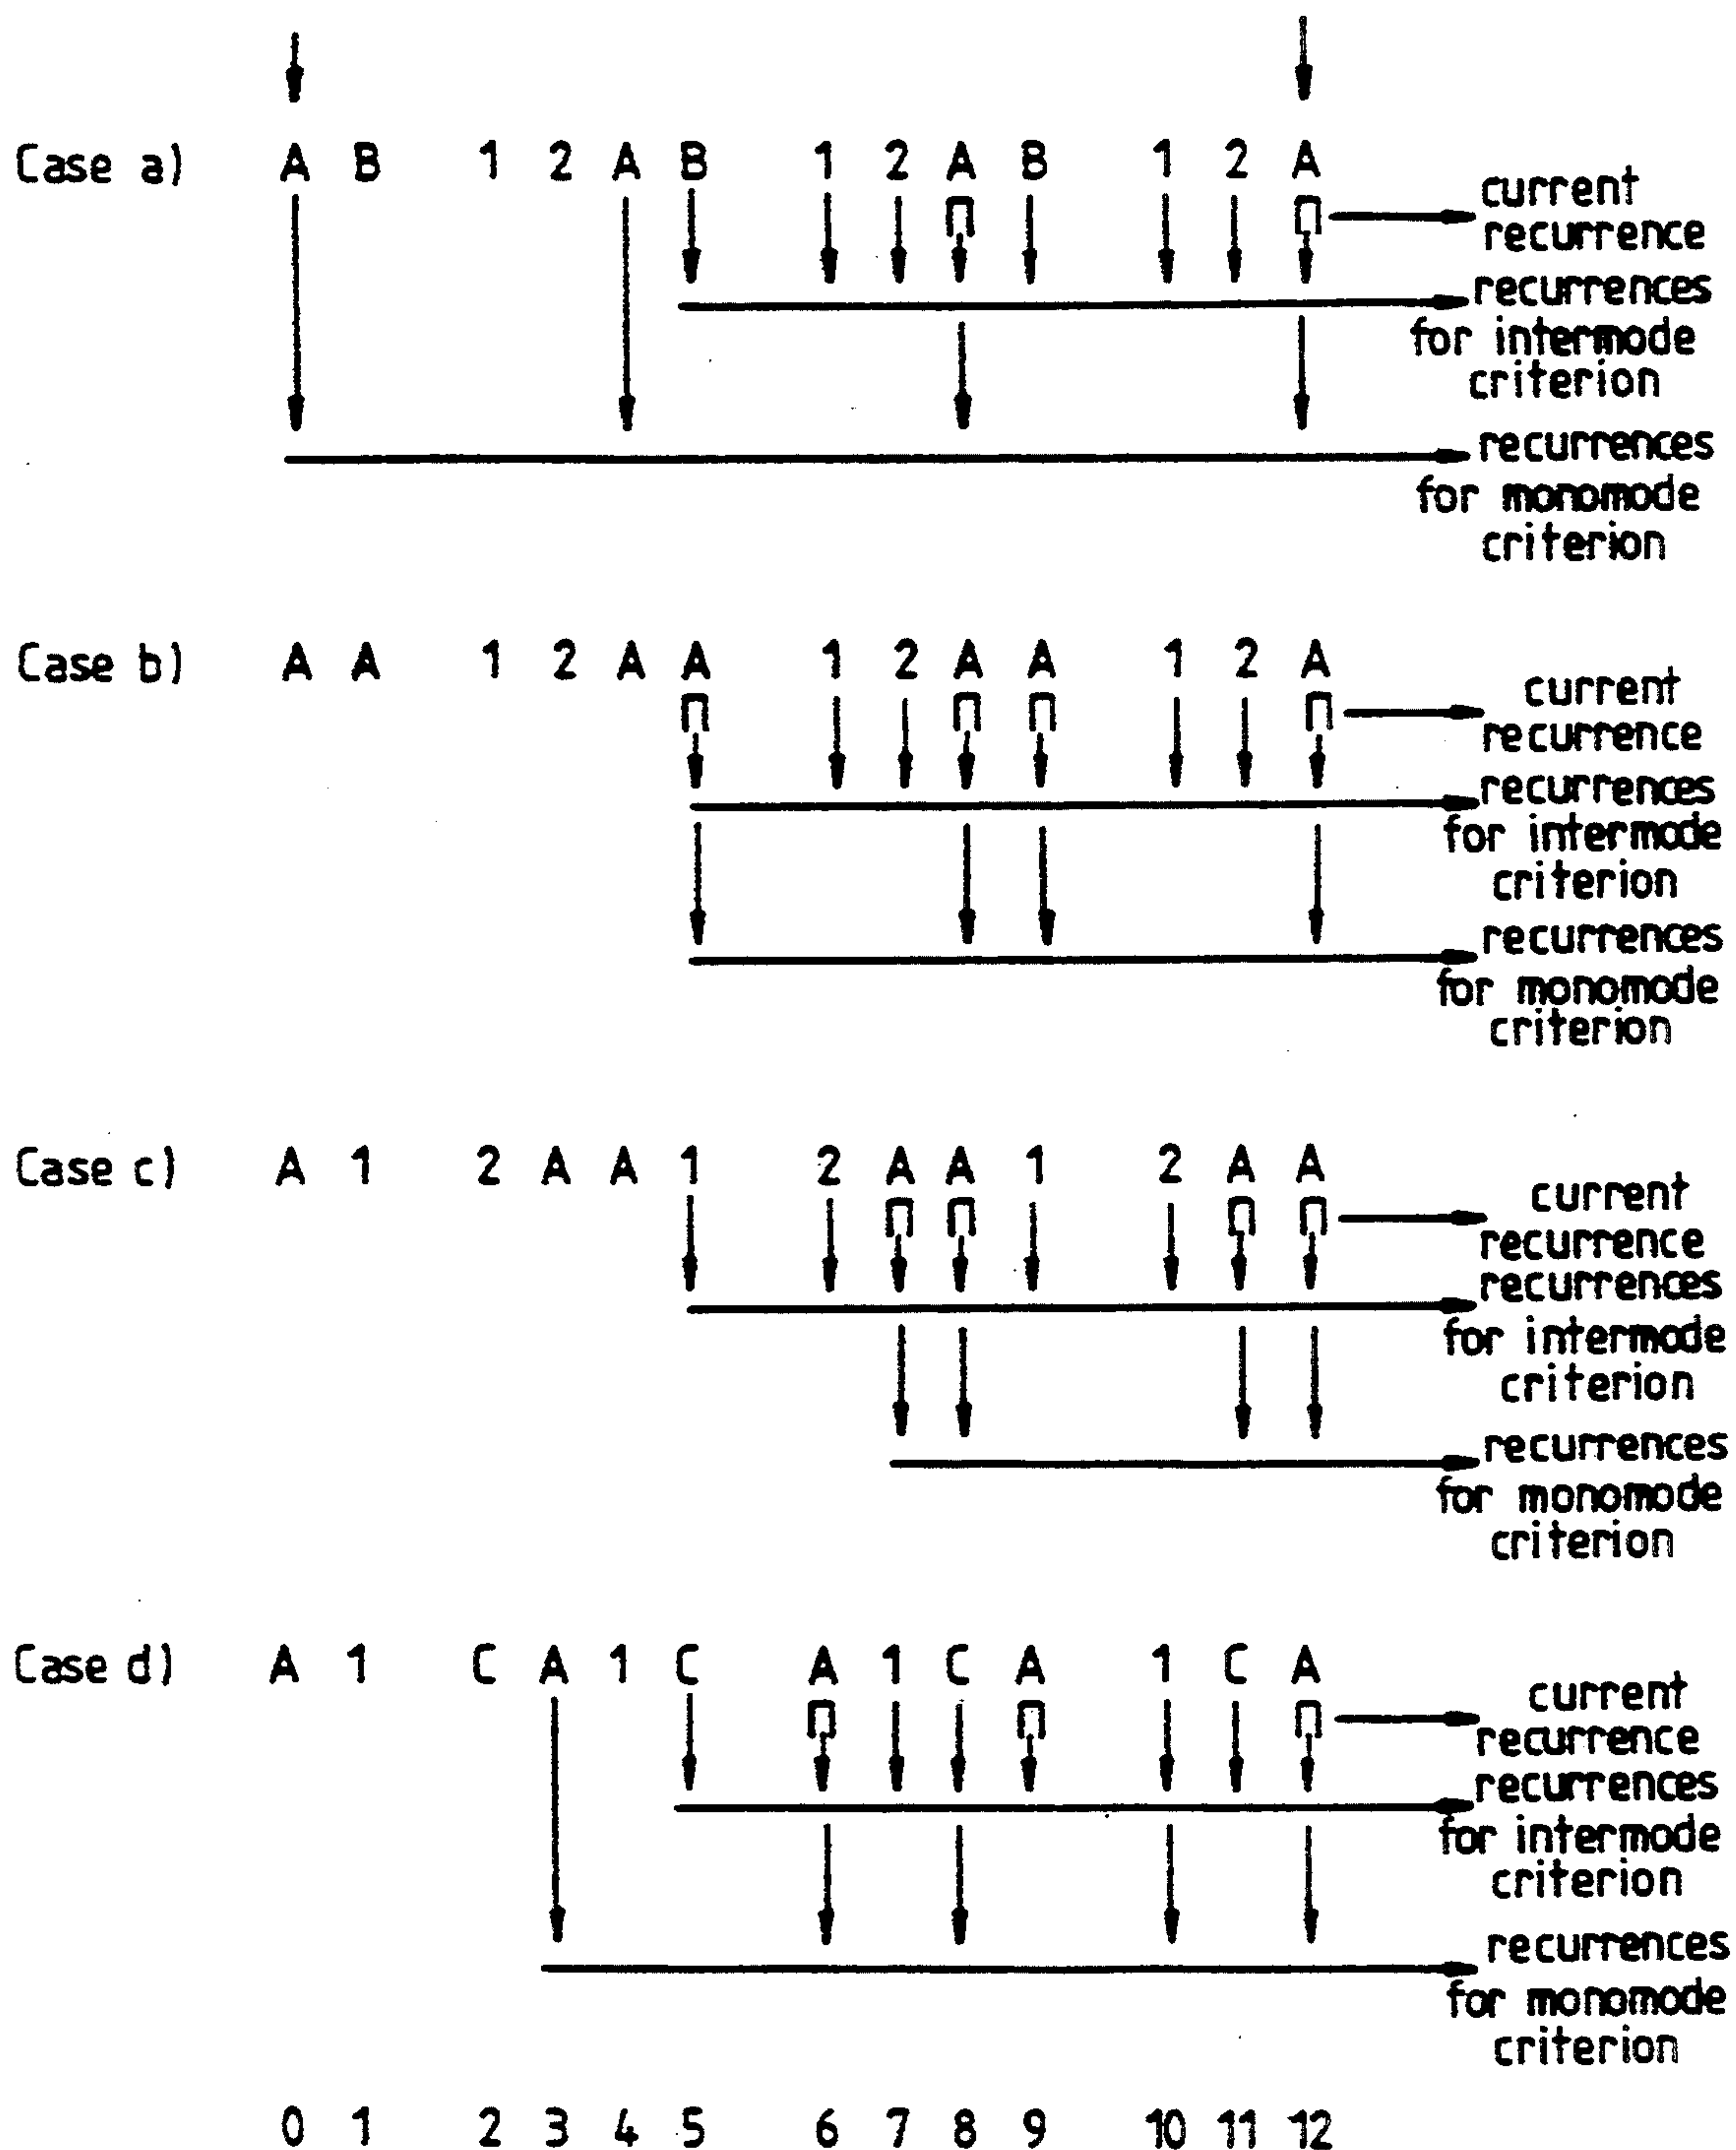 Case a) A B 1 2 A B 1 2 A B 1 2 A
current
recurrence
recurrences
for intermode
criterion
recurrences
for monomode
criterion
Case b) A A 1 2 A A 1 2 A A 1 2 A
current
recurrence
recurrences
for intermode
criterion
recurrences
for monomode
criterion
Case c) A 1 2 A A 1 2 A A 1 2 A A
current
recurrence
recurrences
for intermode
criterion
recurrences
for monomode
criterion
Case d) A 1 C A 1 C A 1 C A 1 C A
current
recurrence
recurrences
for intermode
criterion
recurrences
for monomode
criterion
0 1 2 3 4 5 6 7 8 9 10 11 12